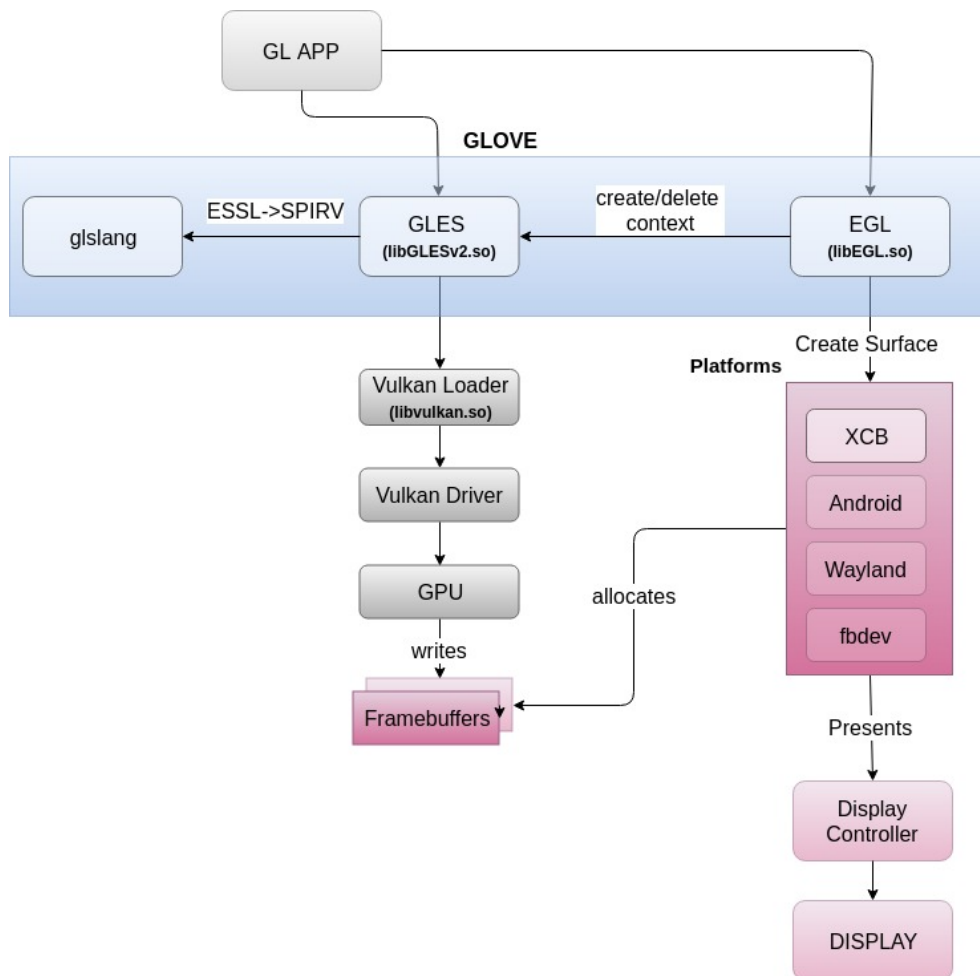 GL APP
GLOVE
glslang
ESSL->SPIRV
GLES
(libGLESv2.so)
create/delete
context
EGL
(libEGL.so)
Create Surface
Platforms
Vulkan Loader
(libvulkan.so)
XCB
Vulkan Driver
Android
Wayland
GPU
allocates
fbdev
writes
Framebuffers
Presents
Display
Controller
DISPLAY